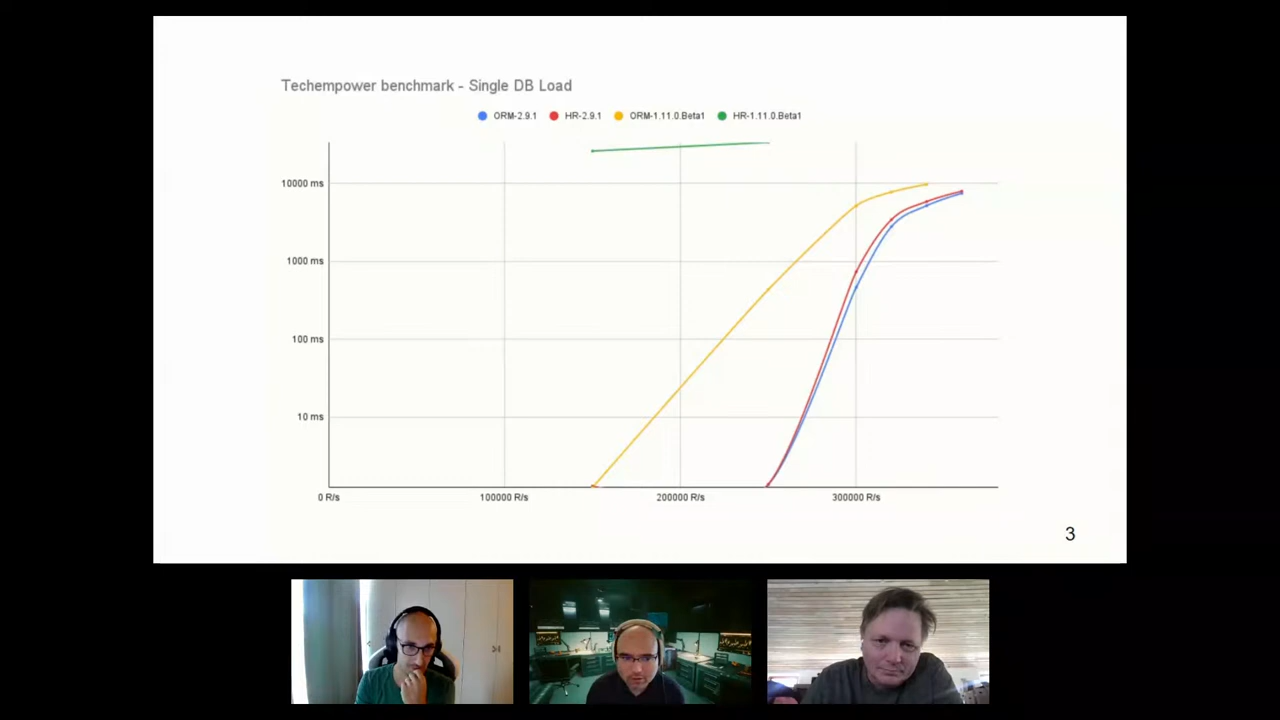 Techempower benchmark - Single DB Load
ORM-2.9.1 HR-2.9.1 ORM-1.11.0.Beta1 HR-1.11.0.Beta1
10000 ms
1000 ms
100 ms
10 ms
0 R/s 100000 R/s 200000 R/s 300000 R/s
3